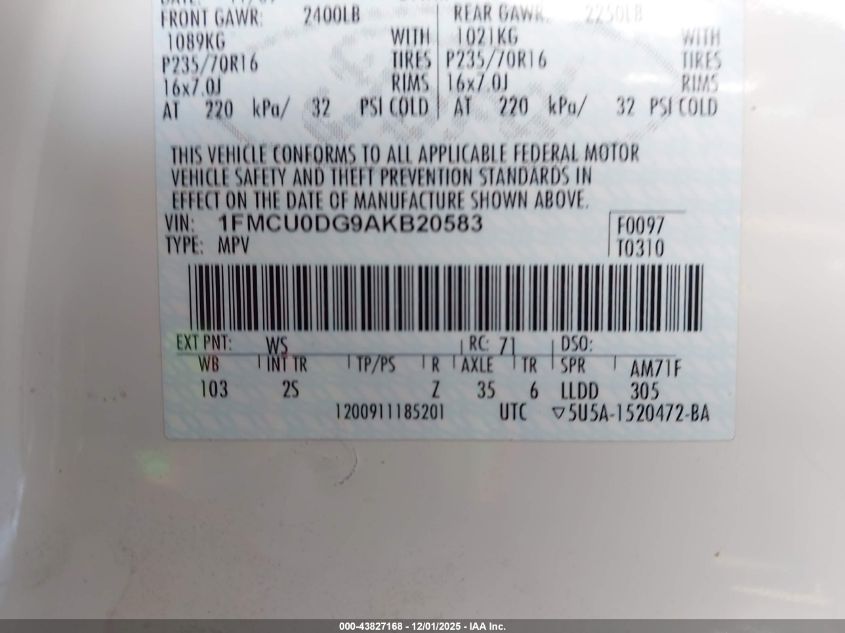 FRONT GAWR: 2400LB REAR GAWR: 2250LB
1089KG WITH 1021KG WITH
P235/70R16 TIRES P235/70R16 TIRES
16x7.0J RIMS 16x7.0J RIMS
AT 220 kPa/ 32 PSI COLD AT 220 kPa/ 32 PSI COLD
THIS VEHICLE CONFORMS TO ALL APPLICABLE FEDERAL MOTOR
VEHICLE SAFETY AND THEFT PREVENTION STANDARDS IN
EFFECT ON THE DATE OF MANUFACTURE SHOWN ABOVE.
VIN: 1FMCU0DG9AKB20583 F0097
TYPE: MPV T0310
EXT PNT: WS RC: 71 DSO:
WB INT TR TP/PS R AXLE TR SPR AM71F
103 2S Z 35 6 LLDD 305
1200911185201 UTC ▽5U5A-1520472-BA
000-43827168 - 12/01/2025 - IAA Inc.